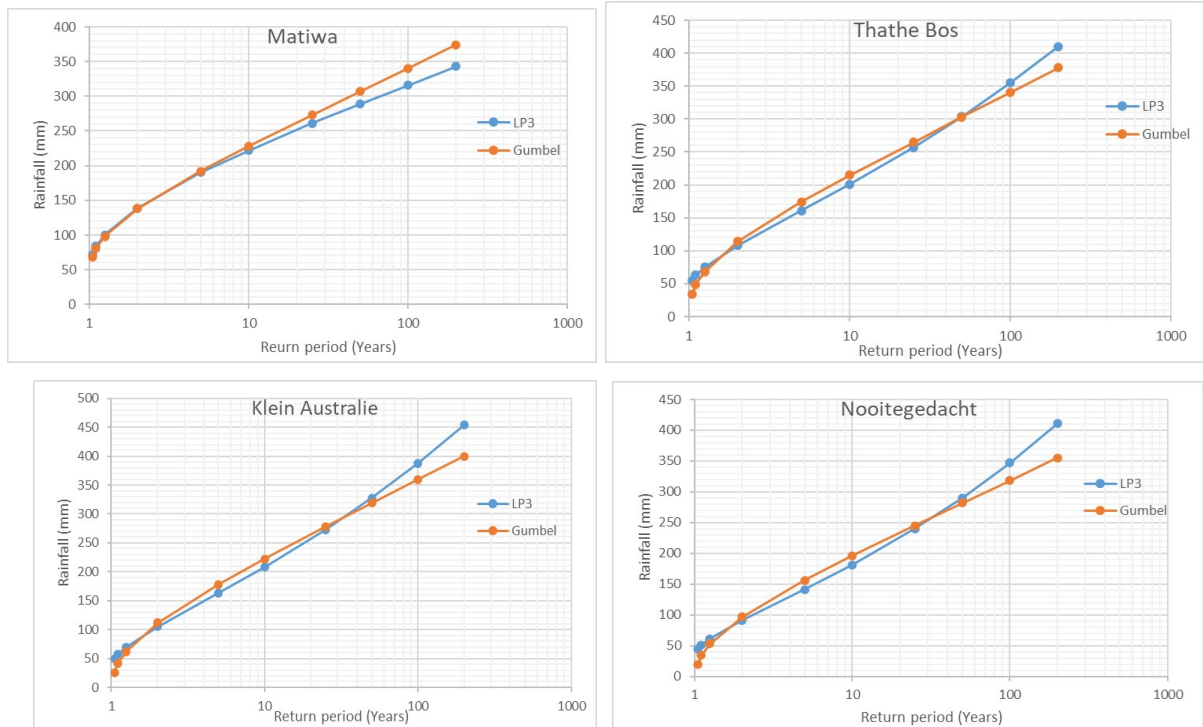 Matiwa
400
350
300
250
200
150
100
50
0
Rainfall (mm)
1 10 100 1000
Reurn period (Years)
LP3
Gumbel
Thathe Bos
450
400
350
300
250
200
150
100
50
0
Rainfall (mm)
1 10 100 1000
Return period (Years)
LP3
Gumbel
Klein Australie
500
450
400
350
300
250
200
150
100
50
0
Rainfall (mm)
1 10 100 1000
Return period (Years)
LP3
Gumbel
Nooitegedacht
450
400
350
300
250
200
150
100
50
0
Rainfall (mm)
1 10 100 1000
Return period (Years)
LP3
Gumbel